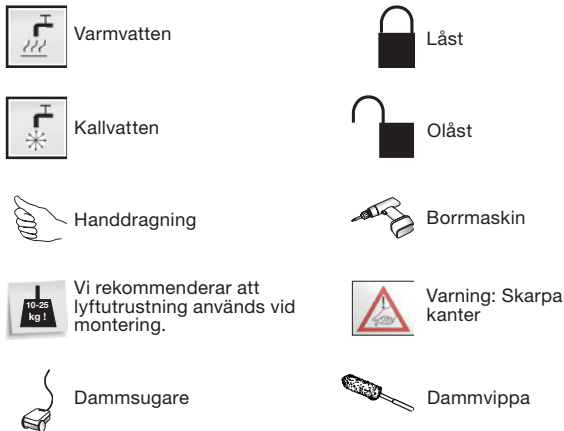 Varmvatten
Låst
Kallvatten
Olåst
Handdragning
Borrmaskin
10-25
kg !
Vi rekommenderar att
lyftutrustning används vid
montering.
Varning: Skarpa
kanter
Dammsugare
Dammvippa